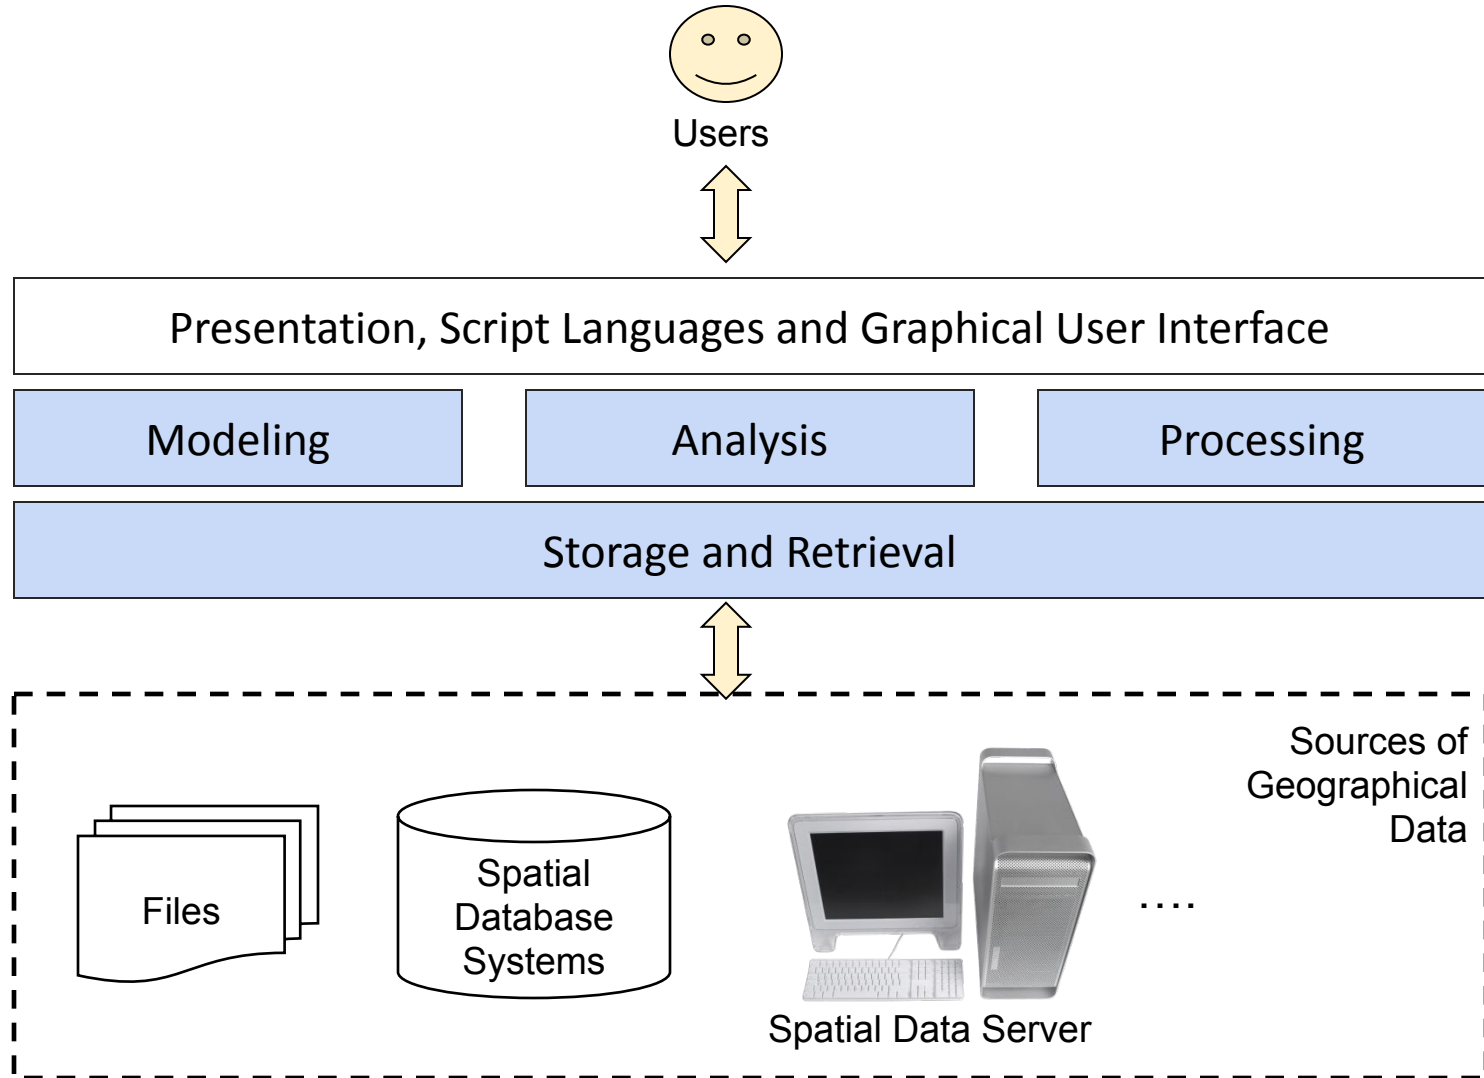 Users
Presentation, Script Languages and Graphical User Interface
Modeling
Analysis
Processing
Storage and Retrieval
Sources of
Geographical
Data
Files
Spatial
Database
Systems
....
Spatial Data Server